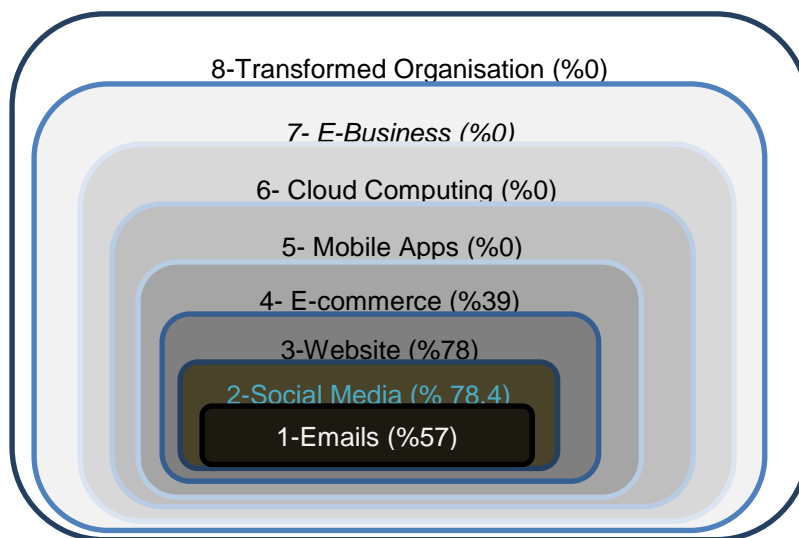 8-Transformed Organisation (%0)
7- E-Business (%0)
6- Cloud Computing (%0)
5- Mobile Apps (%0)
4- E-commerce (%39)
3-Website (%78)
2-Social Media (% 78.4)
1-Emails (%57)